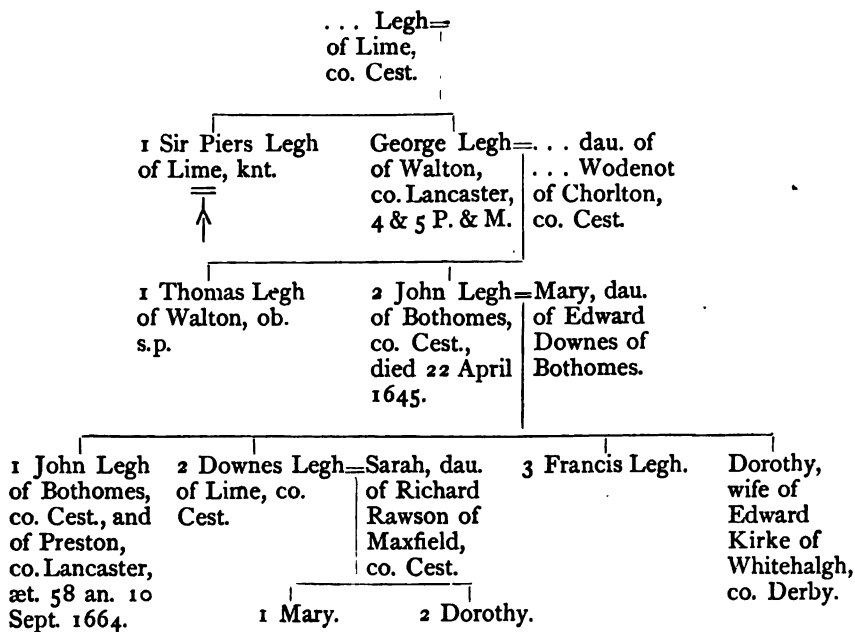 ... Legh=
of Lime,
co. Cest.
1 Sir Piers Legh
of Lime, knt.
George Legh=
of Walton,
co. Lancaster,
4 & 5 P. & M.
... dau. of
... Wodenot
of Chorlton,
co. Cest.
1 Thomas Legh
of Walton, ob.
s.p.
2 John Legh=
of Bothomes,
co. Cest.,
died 22 April
1645.
Mary, dau.
of Edward
Downes of
Bothomes.
1 John Legh
of Bothomes,
co. Cest., and
of Preston,
co. Lancaster,
æt. 58 an. 10
Sept. 1664.
2 Downes Legh=
of Lime, co.
Cest.
Sarah, dau.
of Richard
Rawson of
Maxfield,
co. Cest.
3 Francis Legh.
Dorothy,
wife of
Edward
Kirke of
Whitehalgh,
co. Derby.
1 Mary.
2 Dorothy.